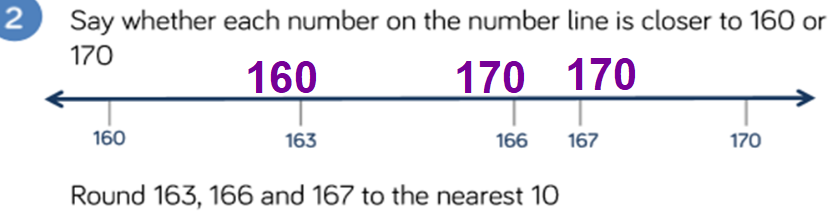 2
Say whether each number on the number line is closer to 160 or
170
160 170 170
160 163 166 167 170
Round 163, 166 and 167 to the nearest 10